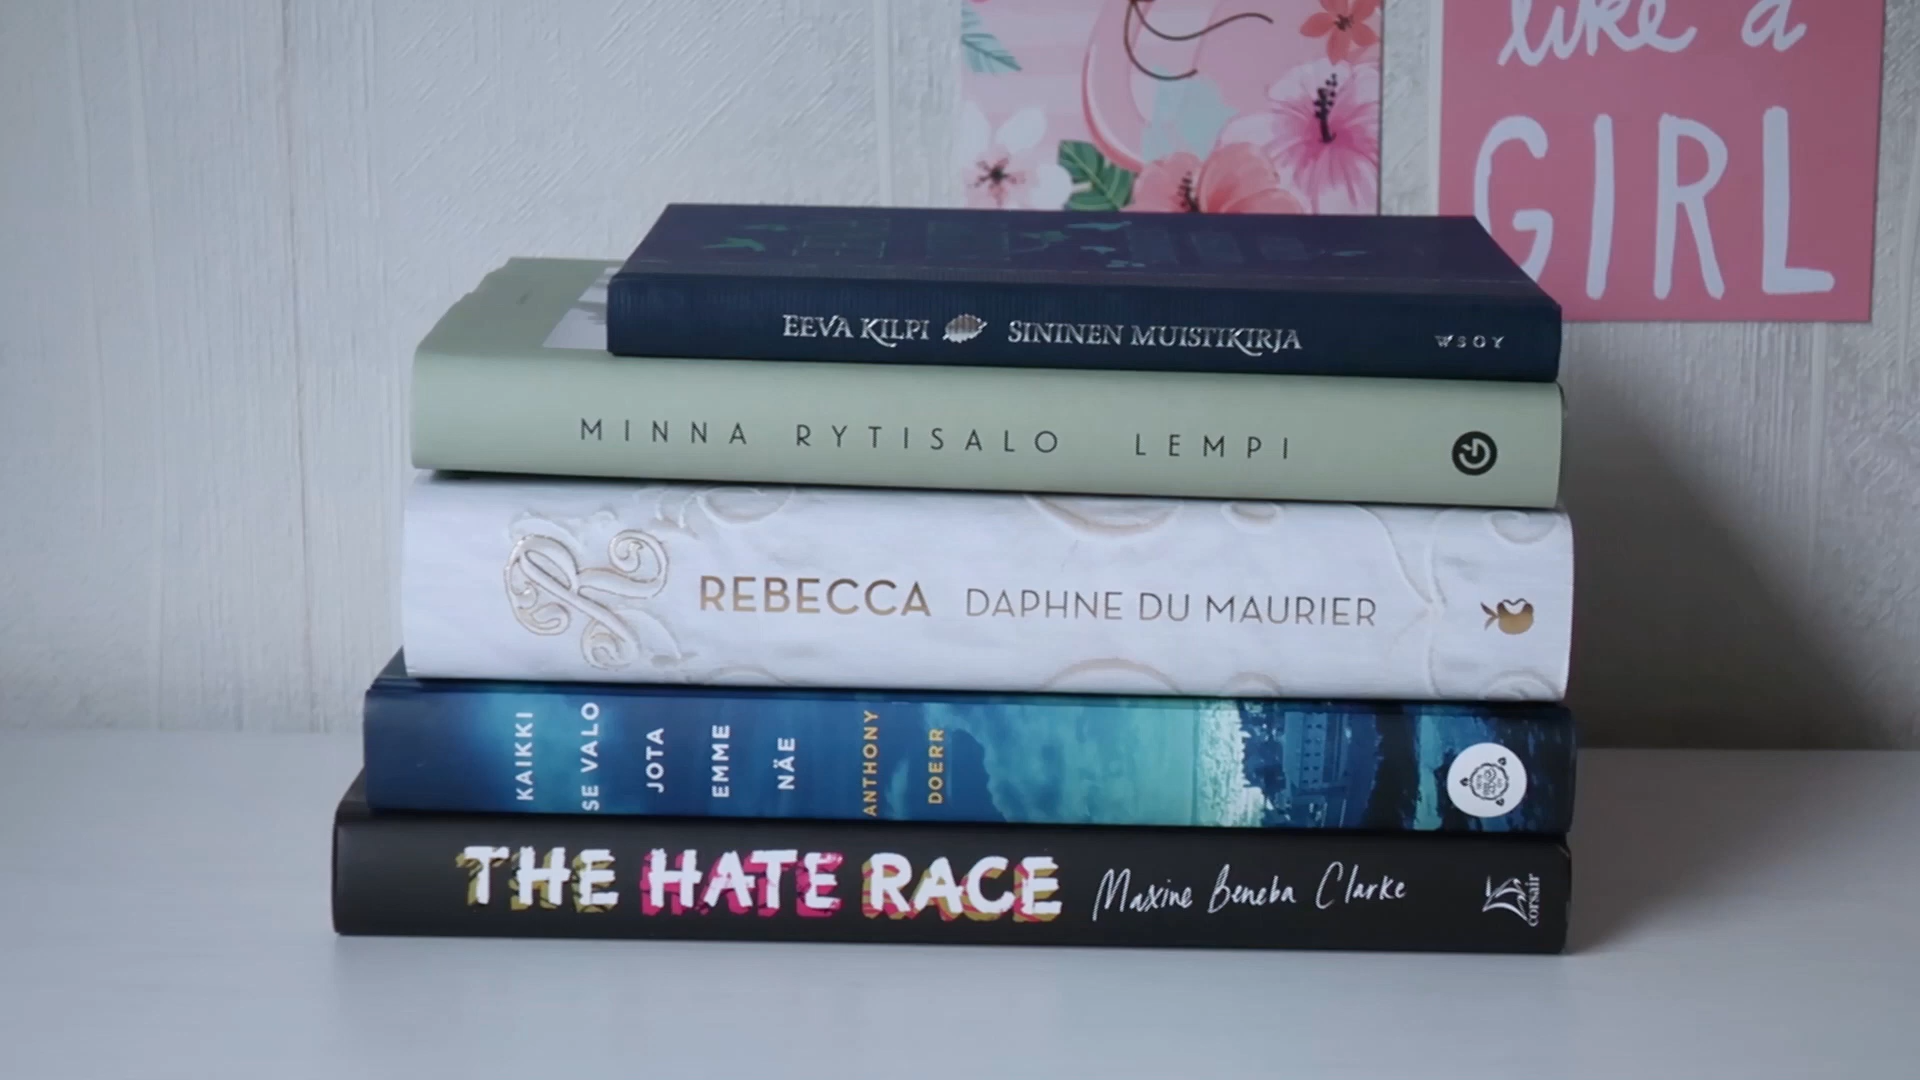 like a
GIRL
EEVA KILPI SININEN MUISTIKIRJA WSOY
MINNA RYTISALO LEMPI
REBECCA DAPHNE DU MAURIER
KAIKKI
SE VALO
JOTA
EMME
NÄE
ANTHONY
DOERR
THE HATE RACE Maxine Beneba Clarke corsair